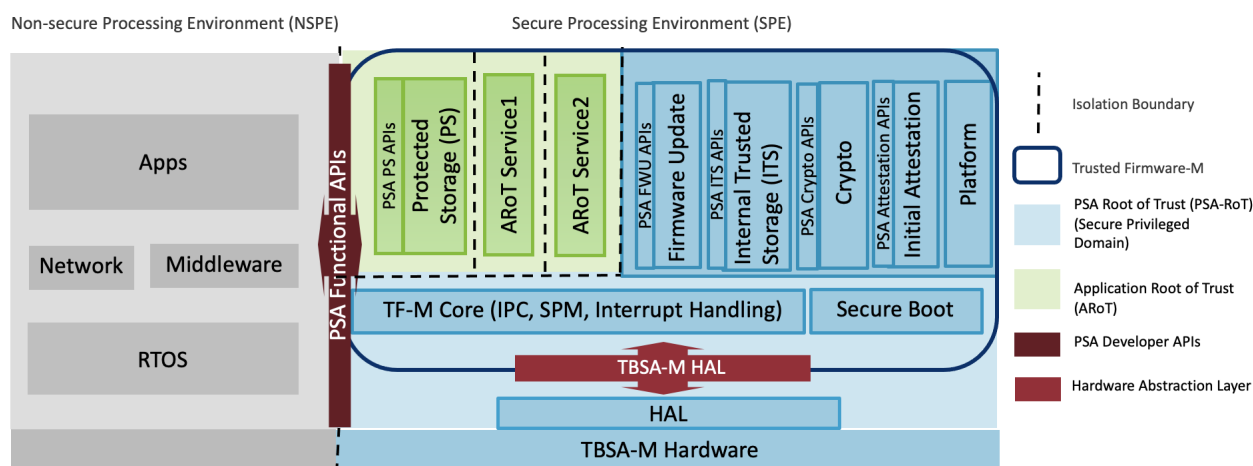 Non-secure Processing Environment (NSPE)
Secure Processing Environment (SPE)
Apps
Network
Middleware
RTOS
PSA Functional APIs
PSA PS APIs
Protected
Storage (PS)
ARoT Service1
ARoT Service2
PSA FWU APIs
Firmware Update
PSA ITS APIs
Internal Trusted
Storage (ITS)
PSA Crypto APIs
Crypto
PSA Attestation APIs
Initial Attestation
Platform
TF-M Core (IPC, SPM, Interrupt Handling)
Secure Boot
TBSA-M HAL
HAL
TBSA-M Hardware
Isolation Boundary
Trusted Firmware-M
PSA Root of Trust (PSA-RoT)
(Secure Privileged
Domain)
Application Root of Trust
(ARoT)
PSA Developer APIs
Hardware Abstraction Layer